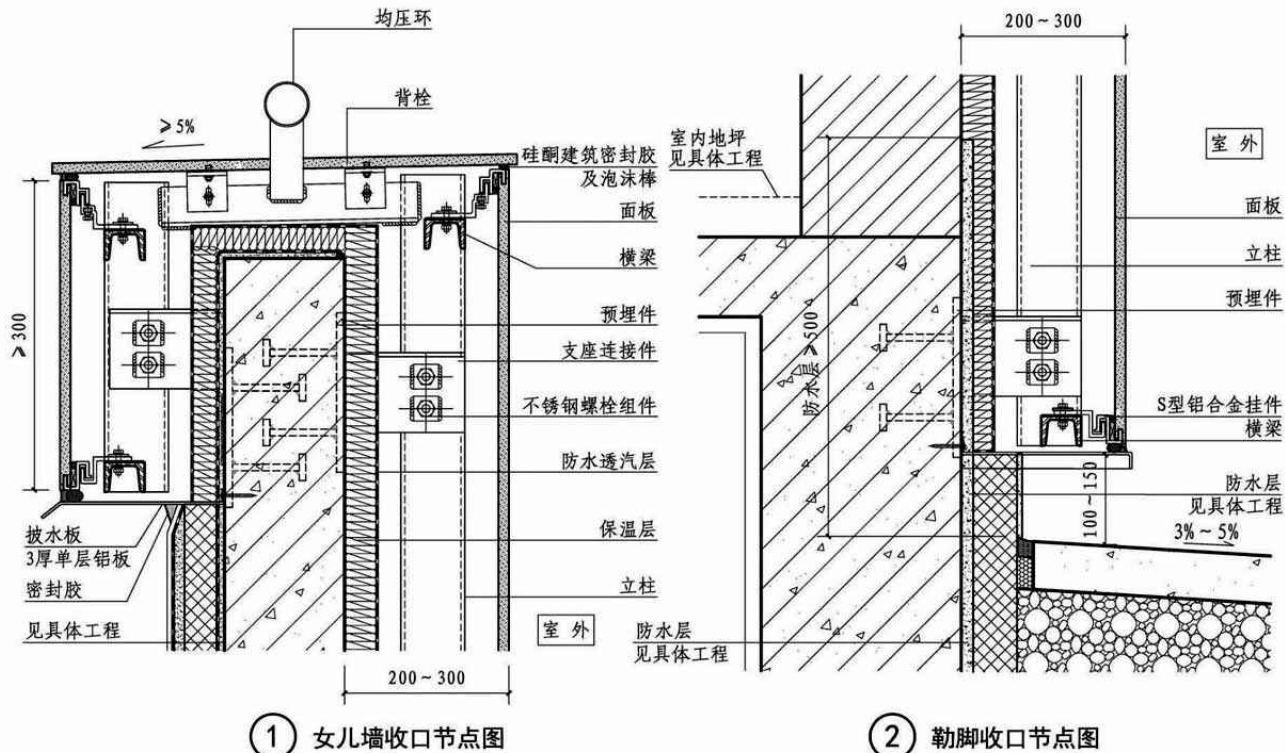 均压环
背栓
≥5%
硅酮建筑密封胶
及泡沫棒
面板
横梁
≥300
预埋件
支座连接件
不锈钢螺栓组件
防水透汽层
保温层
立柱
披水板
3厚单层铝板
密封胶
见具体工程
室外
200~300
① 女儿墙收口节点图
200~300
室内地坪
见具体工程
室外
面板
立柱
预埋件
防水层≥500
S型铝合金挂件
横梁
防水层
见具体工程
100~150
3%~5%
防水层
见具体工程
② 勒脚收口节点图